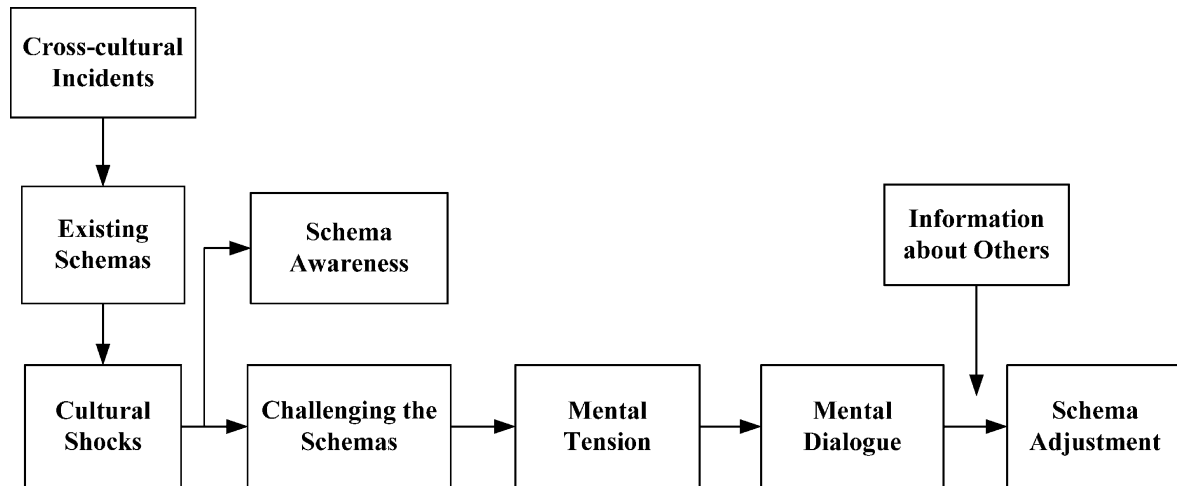 Cross-cultural
Incidents
Existing
Schemas
Schema
Awareness
Information
about Others
Cultural
Shocks
Challenging the
Schemas
Mental
Tension
Mental
Dialogue
Schema
Adjustment